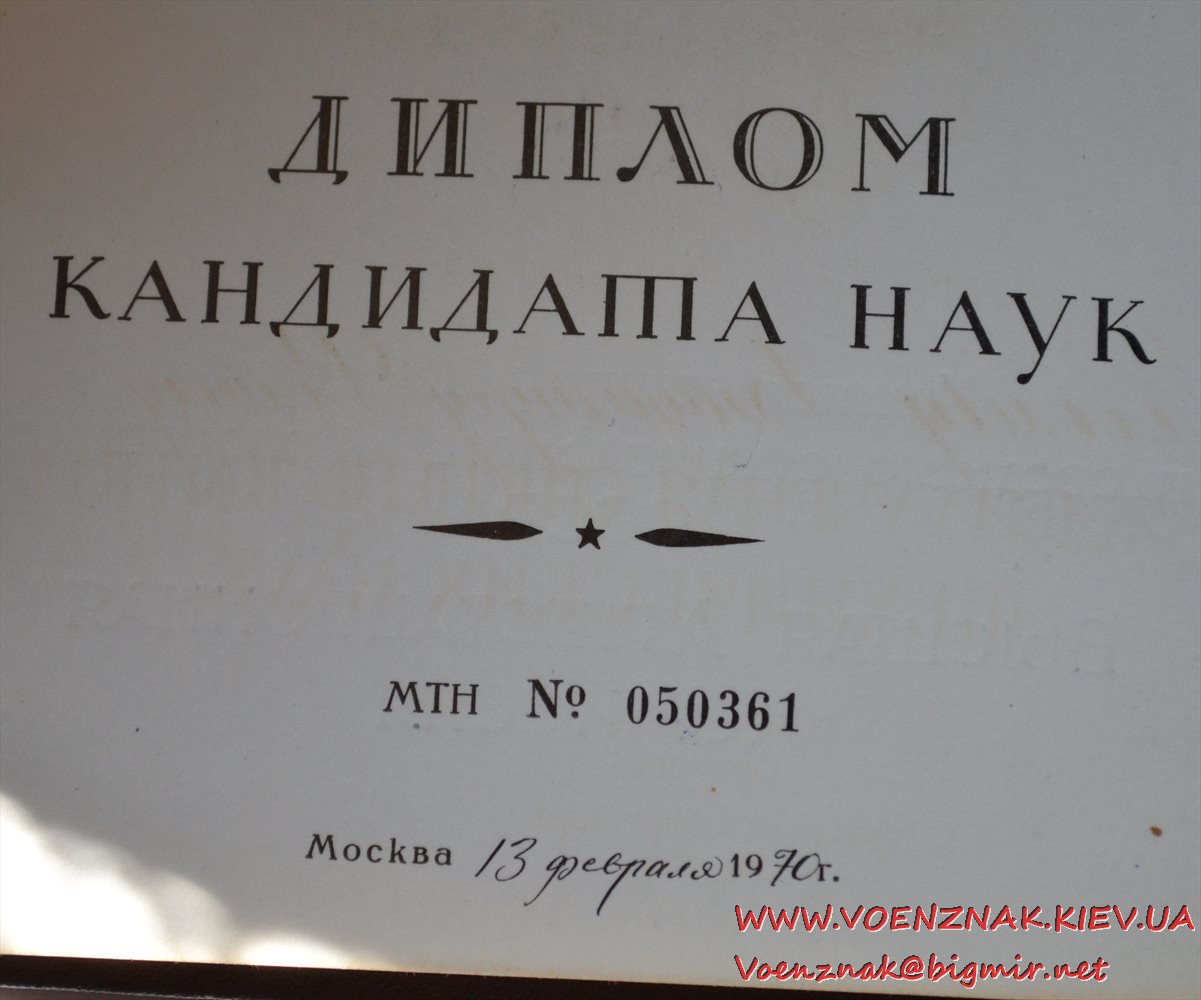 ДИПЛОМ
КАНДИДАТА НАУК
МТН № 050361
Москва 13 февраля 1970г.
WWW.VOENZNAK.KIEV.UA
Voenznak@bigmir.net